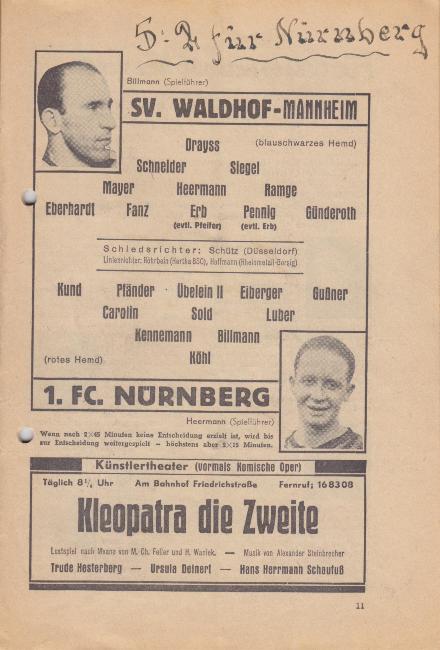 5:2 für Nürnberg
Billmann (Spielführer)
SV. WALDHOF-MANNHEIM
Drayss (blauschwarzes Hemd)
Schneider Siegel
Mayer Heermann Ramge
Eberhardt Fanz Erb Pennig Günderoth
(evtl. Pfeifer) (evtl. Erb)
Schiedsrichter: Schütz (Düsseldorf)
Linienrichter: Röhrbein (Hertha BSC), Hoffmann (Rheinmetall-Borsig)
Kund Pfänder Übelein II Eiberger Gußner
Carolin Sold Luber
Kennemann Billmann
(rotes Hemd) Köhl
1. FC. NÜRNBERG
Heermann (Spielführer)
Wenn nach 2×45 Minuten keine Entscheidung erzielt ist, wird bis
zur Entscheidung weitergespielt – höchstens aber 2×15 Minuten.
Künstlertheater (vormals Komische Oper)
Täglich 8¼ Uhr Am Bahnhof Friedrichstraße Fernruf: 168308
Kleopatra die Zweite
Lustspiel nach von M. Ch. Feiler und H. — Musik von Alexander Steinbrecher
Trude Hesterberg — Ursula Deinert — Hans Herrmann Schaufuß
11